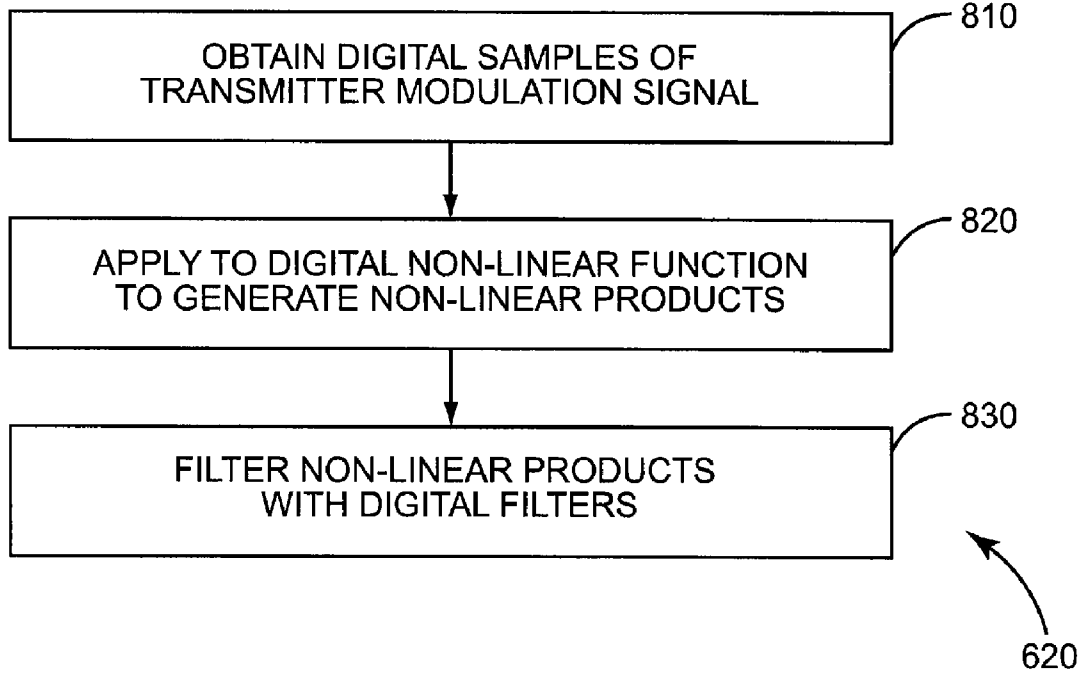 810
OBTAIN DIGITAL SAMPLES OF
TRANSMITTER MODULATION SIGNAL
820
APPLY TO DIGITAL NON-LINEAR FUNCTION
TO GENERATE NON-LINEAR PRODUCTS
830
FILTER NON-LINEAR PRODUCTS
WITH DIGITAL FILTERS
620